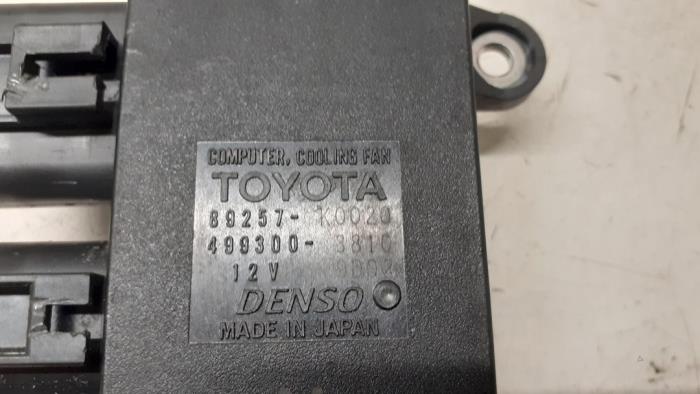 COMPUTER, COOLING FAN
TOYOTA
89257-K0020
499300-3810
12V
DENSO
MADE IN JAPAN